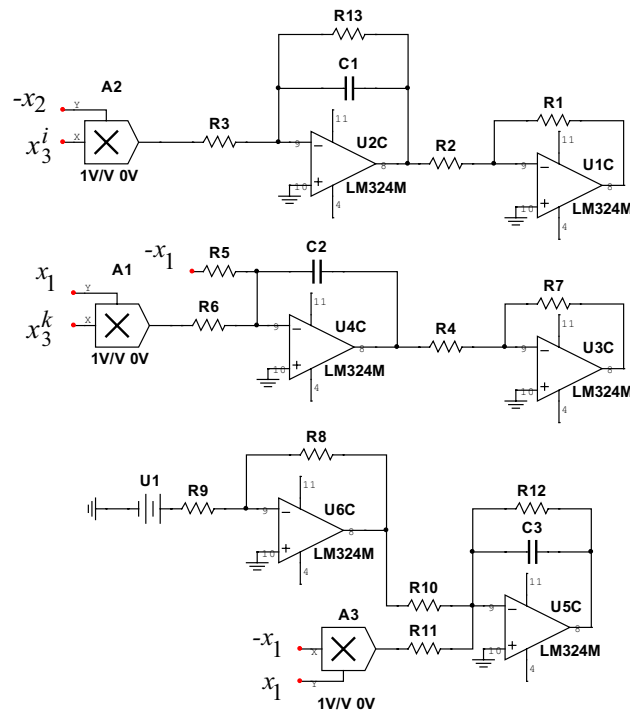 R13
C1
A2
-x₂ Y
R3
11
R1
x₃ⁱ X
9
U2C
R2
11
8
9
U1C
1V/V 0V
10
LM324M
8
4
10
LM324M
4
-x₁
R5
C2
A1
x₁ Y
11
R7
R6
x₃ᵏ X
9
U4C
R4
11
8
9
U3C
1V/V 0V
10
LM324M
8
4
10
LM324M
4
R8
U1
R9
11
R12
9
U6C
C3
8
10
LM324M
11
4
R10
9
U5C
A3
8
-x₁ X
R11
10
LM324M
x₁ Y
4
1V/V 0V